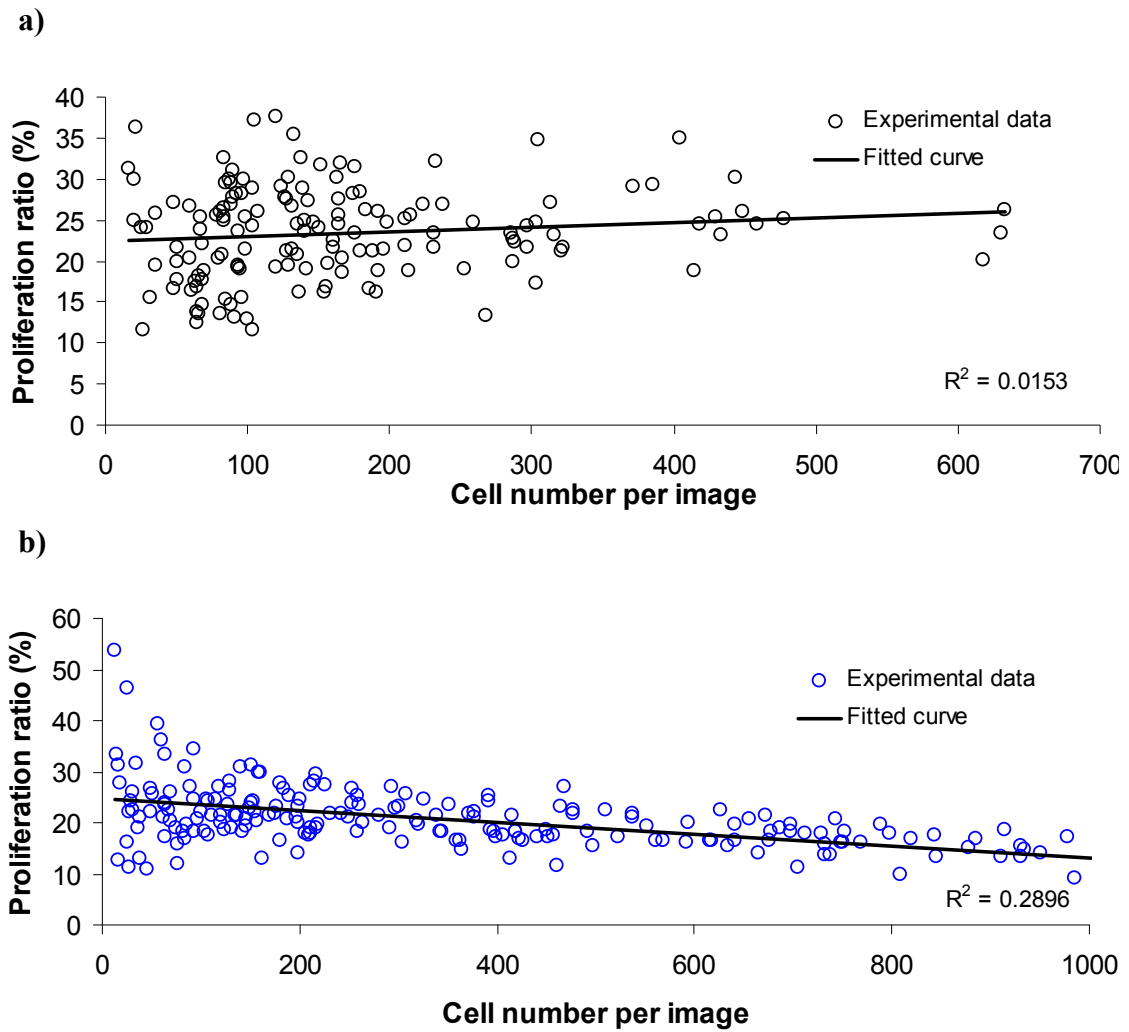 a)
Proliferation ratio (%)
40
35
30
25
20
15
10
5
0
Experimental data
Fitted curve
R² = 0.0153
0 100 200 300 400 500 600 700
Cell number per image
b)
Proliferation ratio (%)
60
50
40
30
20
10
0
Experimental data
Fitted curve
R² = 0.2896
0 200 400 600 800 1000
Cell number per image